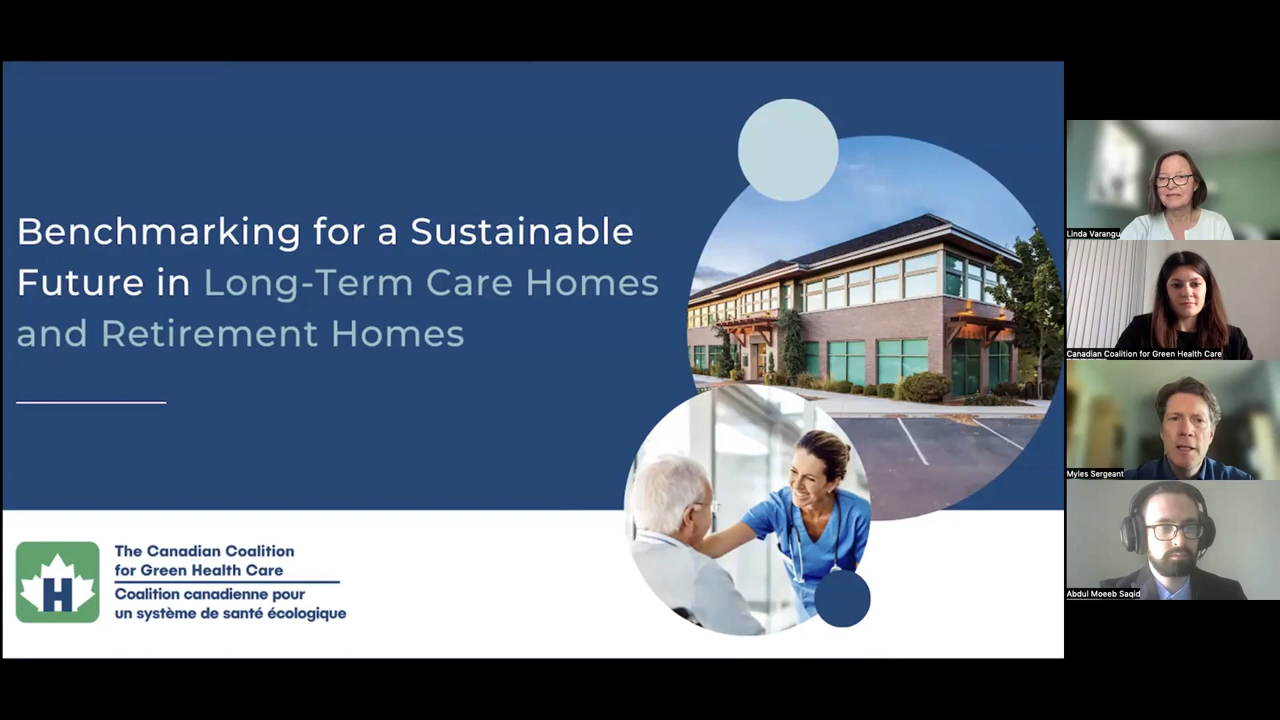 Benchmarking for a Sustainable
Future in Long-Term Care Homes
and Retirement Homes
H
The Canadian Coalition
for Green Health Care
Coalition canadienne pour
un système de santé écologique
Linda Varangu
Canadian Coalition for Green Health Care
Myles Sergeant
Abdul Moeeb Saqid